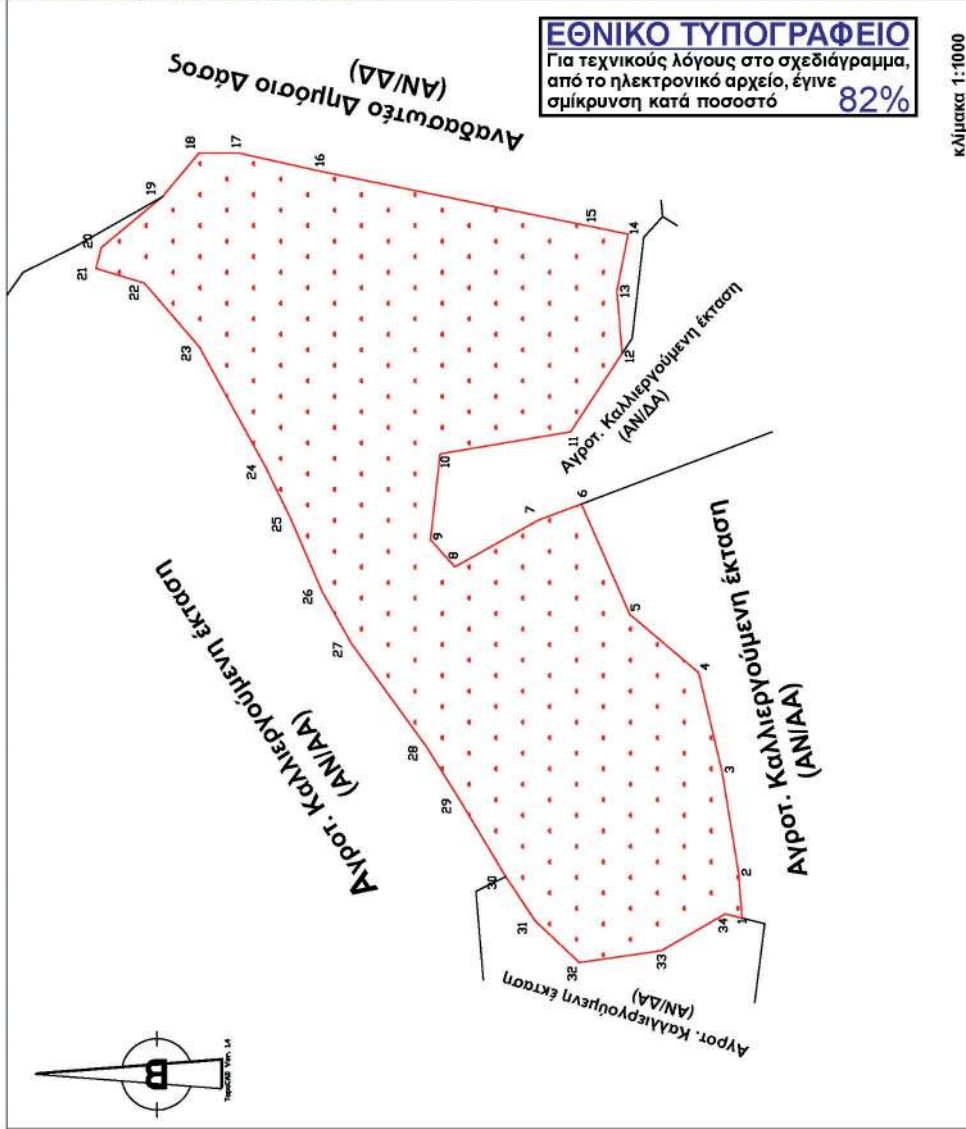 ΕΘΝΙΚΟ ΤΥΠΟΓΡΑΦΕΙΟ
Για τεχνικούς λόγους στο σχεδιάγραμμα,
από το ηλεκτρονικό αρχείο, έγινε
σμίκρυνση κατά ποσοστό 82%
κλίμακα 1:1000
Αναδασωτέο Δημόσιο Δάσος
(ΑΝ/ΔΔ)
Αγροτ. Καλλιεργούμενη έκταση
(ΑΝ/ΑΑ)
Αγροτ. Καλλιεργούμενη έκταση
(ΑΝ/ΔΑ)
Αγροτ. Καλλιεργούμενη έκταση
(ΑΝ/ΑΑ)
Αγροτ. Καλλιεργούμενη έκταση
(ΑΝ/ΔΑ)
1
2
3
4
5
6
7
8
9
10
11
12
13
14
15
16
17
18
19
20
21
22
23
24
25
26
27
28
29
30
31
32
33
34
Β
TopoCAD Ver. 14